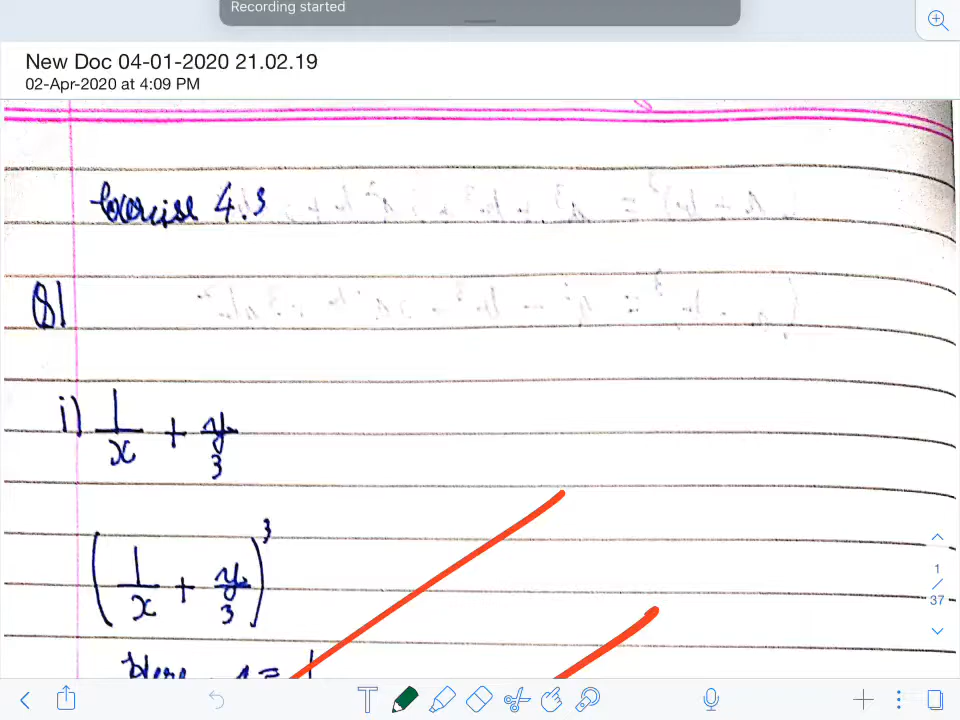 Recording started
New Doc 04-01-2020 21.02.19
02-Apr-2020 at 4:09 PM
Exercise 4.3
Q1
i) 1/x + y/3
(1/x + y/3)^3
Here
1
37
T